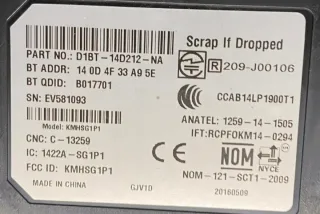 Scrap If Dropped
PART NO.: D1BT-14D212-NA
BT ADDR: 14 0D 4F 33 A9 5E
R 209-J00106
BT QDID: B017701
SN: EV581093
CCAB14LP1900T1
Model: KMHSG1P1
ANATEL: 1259-14-1505
CNC: C-13259
IFT:RCPFOKM14-0294
IC: 1422A-SG1P1
CE
NOM
NYCE
FCC ID: KMHSG1P1
NOM-121-SCT1-2009
MADE IN CHINA
GJV1D
20160509